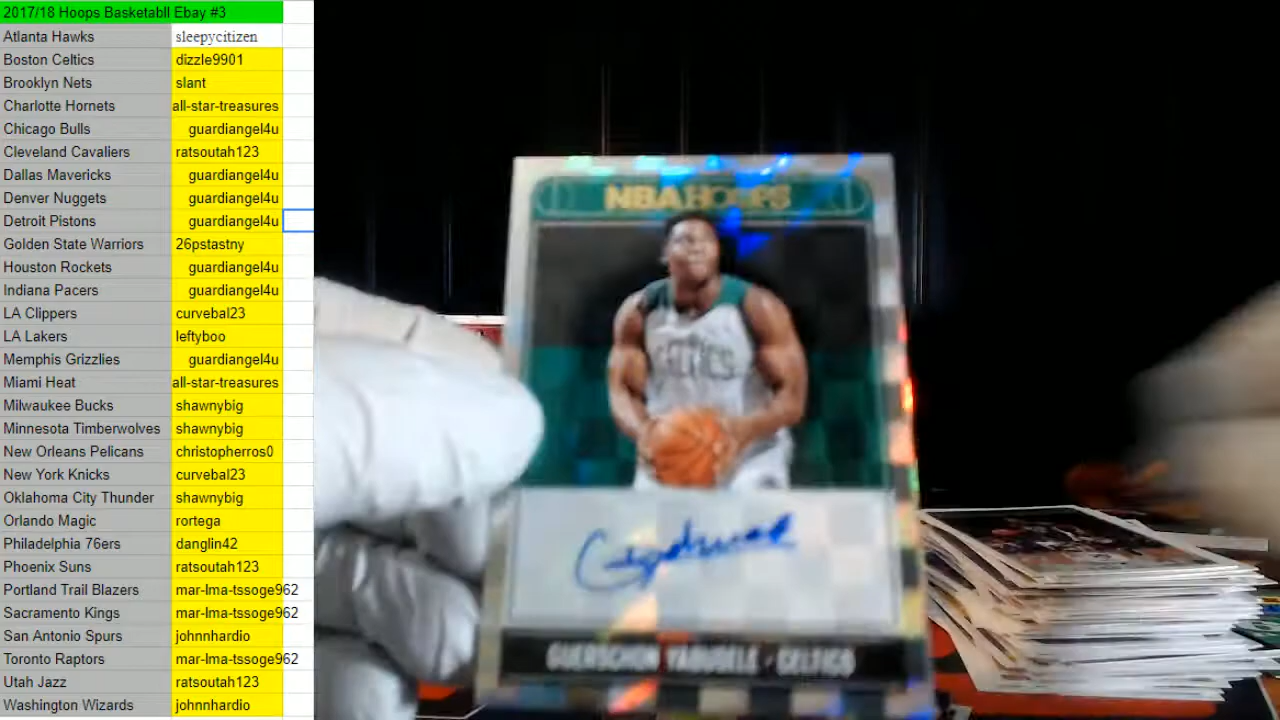 2017/18 Hoops Basketabll Ebay #3
Atlanta Hawks sleepycitizen
Boston Celtics dizzle9901
Brooklyn Nets slant
Charlotte Hornets all-star-treasures
Chicago Bulls guardiangel4u
Cleveland Cavaliers ratsoutah123
Dallas Mavericks guardiangel4u
Denver Nuggets guardiangel4u
Detroit Pistons guardiangel4u
Golden State Warriors 26pstastny
Houston Rockets guardiangel4u
Indiana Pacers guardiangel4u
LA Clippers curvebal23
LA Lakers leftyboo
Memphis Grizzlies guardiangel4u
Miami Heat all-star-treasures
Milwaukee Bucks shawnybig
Minnesota Timberwolves shawnybig
New Orleans Pelicans christopherros0
New York Knicks curvebal23
Oklahoma City Thunder shawnybig
Orlando Magic rortega
Philadelphia 76ers danglin42
Phoenix Suns ratsoutah123
Portland Trail Blazers mar-lma-tssoge962
Sacramento Kings mar-lma-tssoge962
San Antonio Spurs johnnhardio
Toronto Raptors mar-lma-tssoge962
Utah Jazz ratsoutah123
Washington Wizards johnnhardio
NBA HOOPS
CELTICS
GUERSCHON YABUSELE - CELTICS